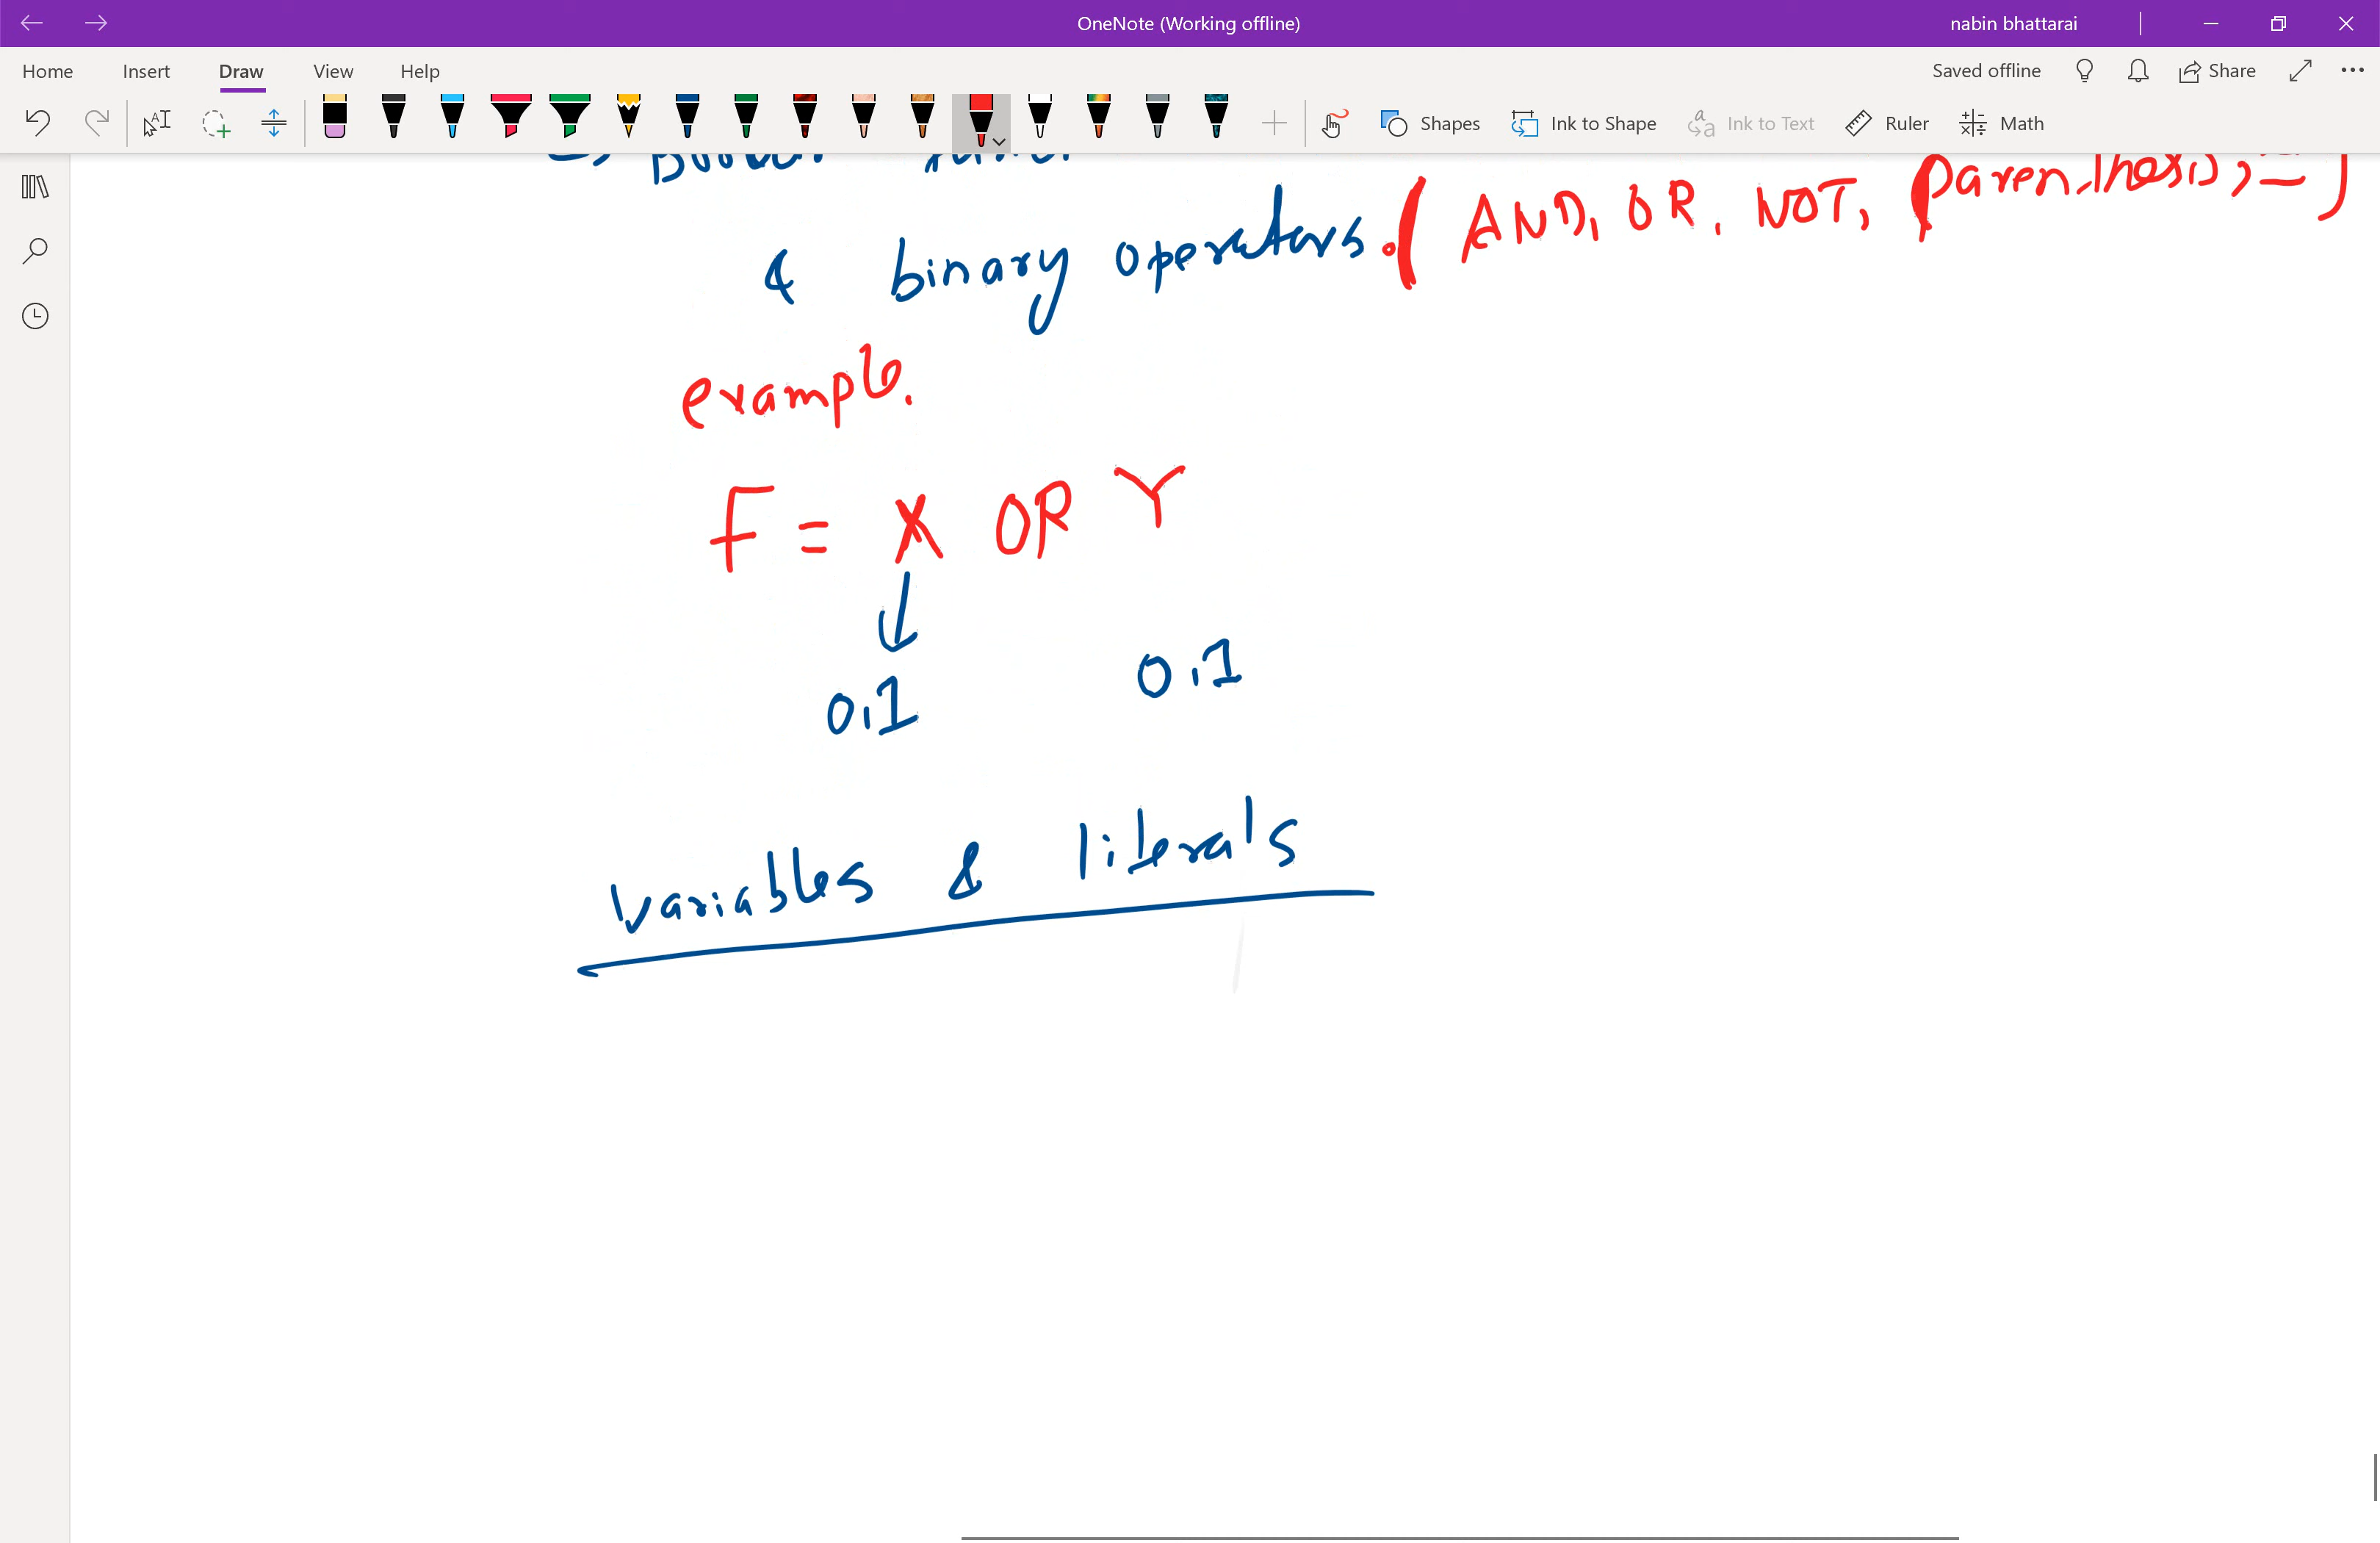 OneNote (Working offline)
nabin bhattarai
Home Insert Draw View Help
Saved offline Share
Shapes Ink to Shape Ink to Text Ruler Math
& binary operators. ( AND, OR, NOT, parenthesis, = )
example.
F = X OR Y
0,1 0,1
variables & literals